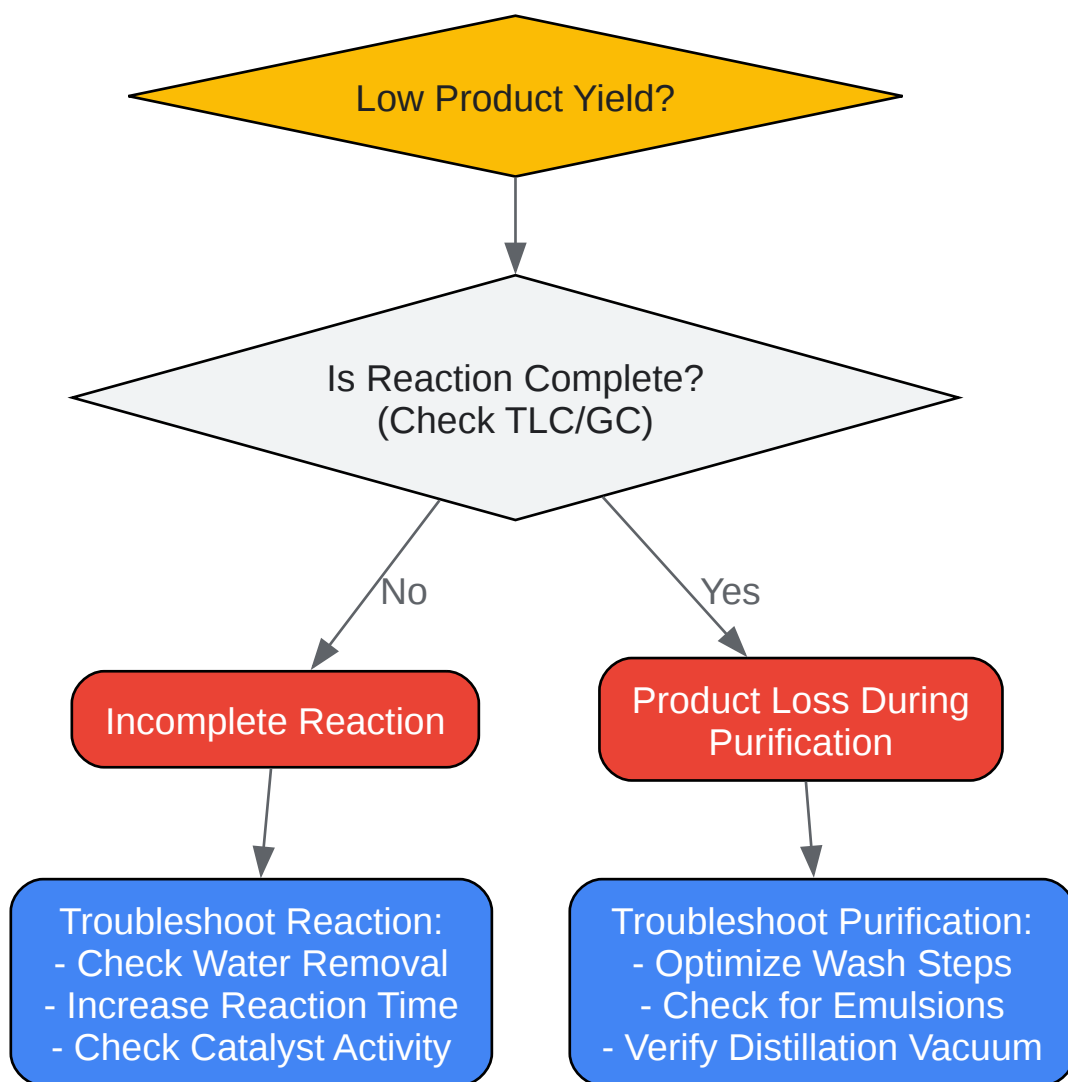 Low Product Yield?
Is Reaction Complete?
(Check TLC/GC)
No
Yes
Incomplete Reaction
Product Loss During
Purification
Troubleshoot Reaction:
- Check Water Removal
- Increase Reaction Time
- Check Catalyst Activity
Troubleshoot Purification:
- Optimize Wash Steps
- Check for Emulsions
- Verify Distillation Vacuum